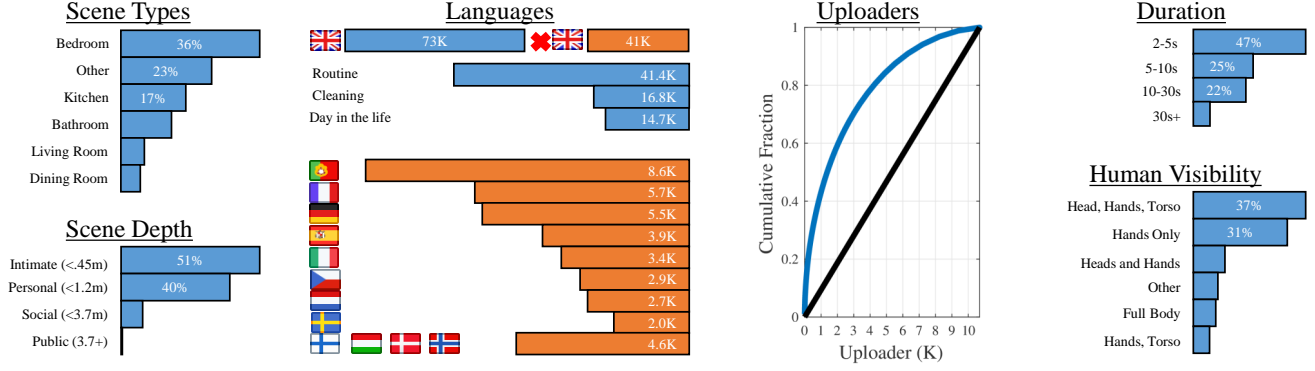 Scene Types
Bedroom 36%
Other 23%
Kitchen 17%
Bathroom
Living Room
Dining Room
Scene Depth
Intimate (<.45m) 51%
Personal (<1.2m) 40%
Social (<3.7m)
Public (3.7+)
Languages
73K 41K
Routine 41.4K
Cleaning 16.8K
Day in the life 14.7K
8.6K
5.7K
5.5K
3.9K
3.4K
2.9K
2.7K
2.0K
4.6K
Uploaders
Cumulative Fraction
1
0.8
0.6
0.4
0.2
0
0 1 2 3 4 5 6 7 8 9 10
Uploader (K)
Duration
2-5s 47%
5-10s 25%
10-30s 22%
30s+
Human Visibility
Head, Hands, Torso 37%
Hands Only 31%
Heads and Hands
Other
Full Body
Hands, Torso